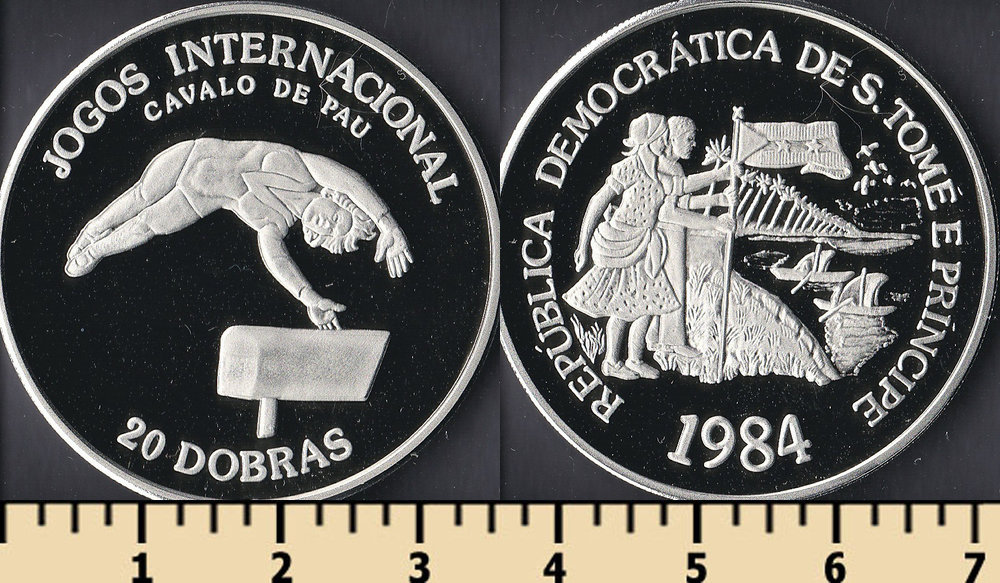 JOGOS INTERNACIONAL
CAVALO DE PAU
20 DOBRAS
REPÚBLICA DEMOCRÁTICA DE S. TOMÉ E PRÍNCIPE
1984
1 2 3 4 5 6 7